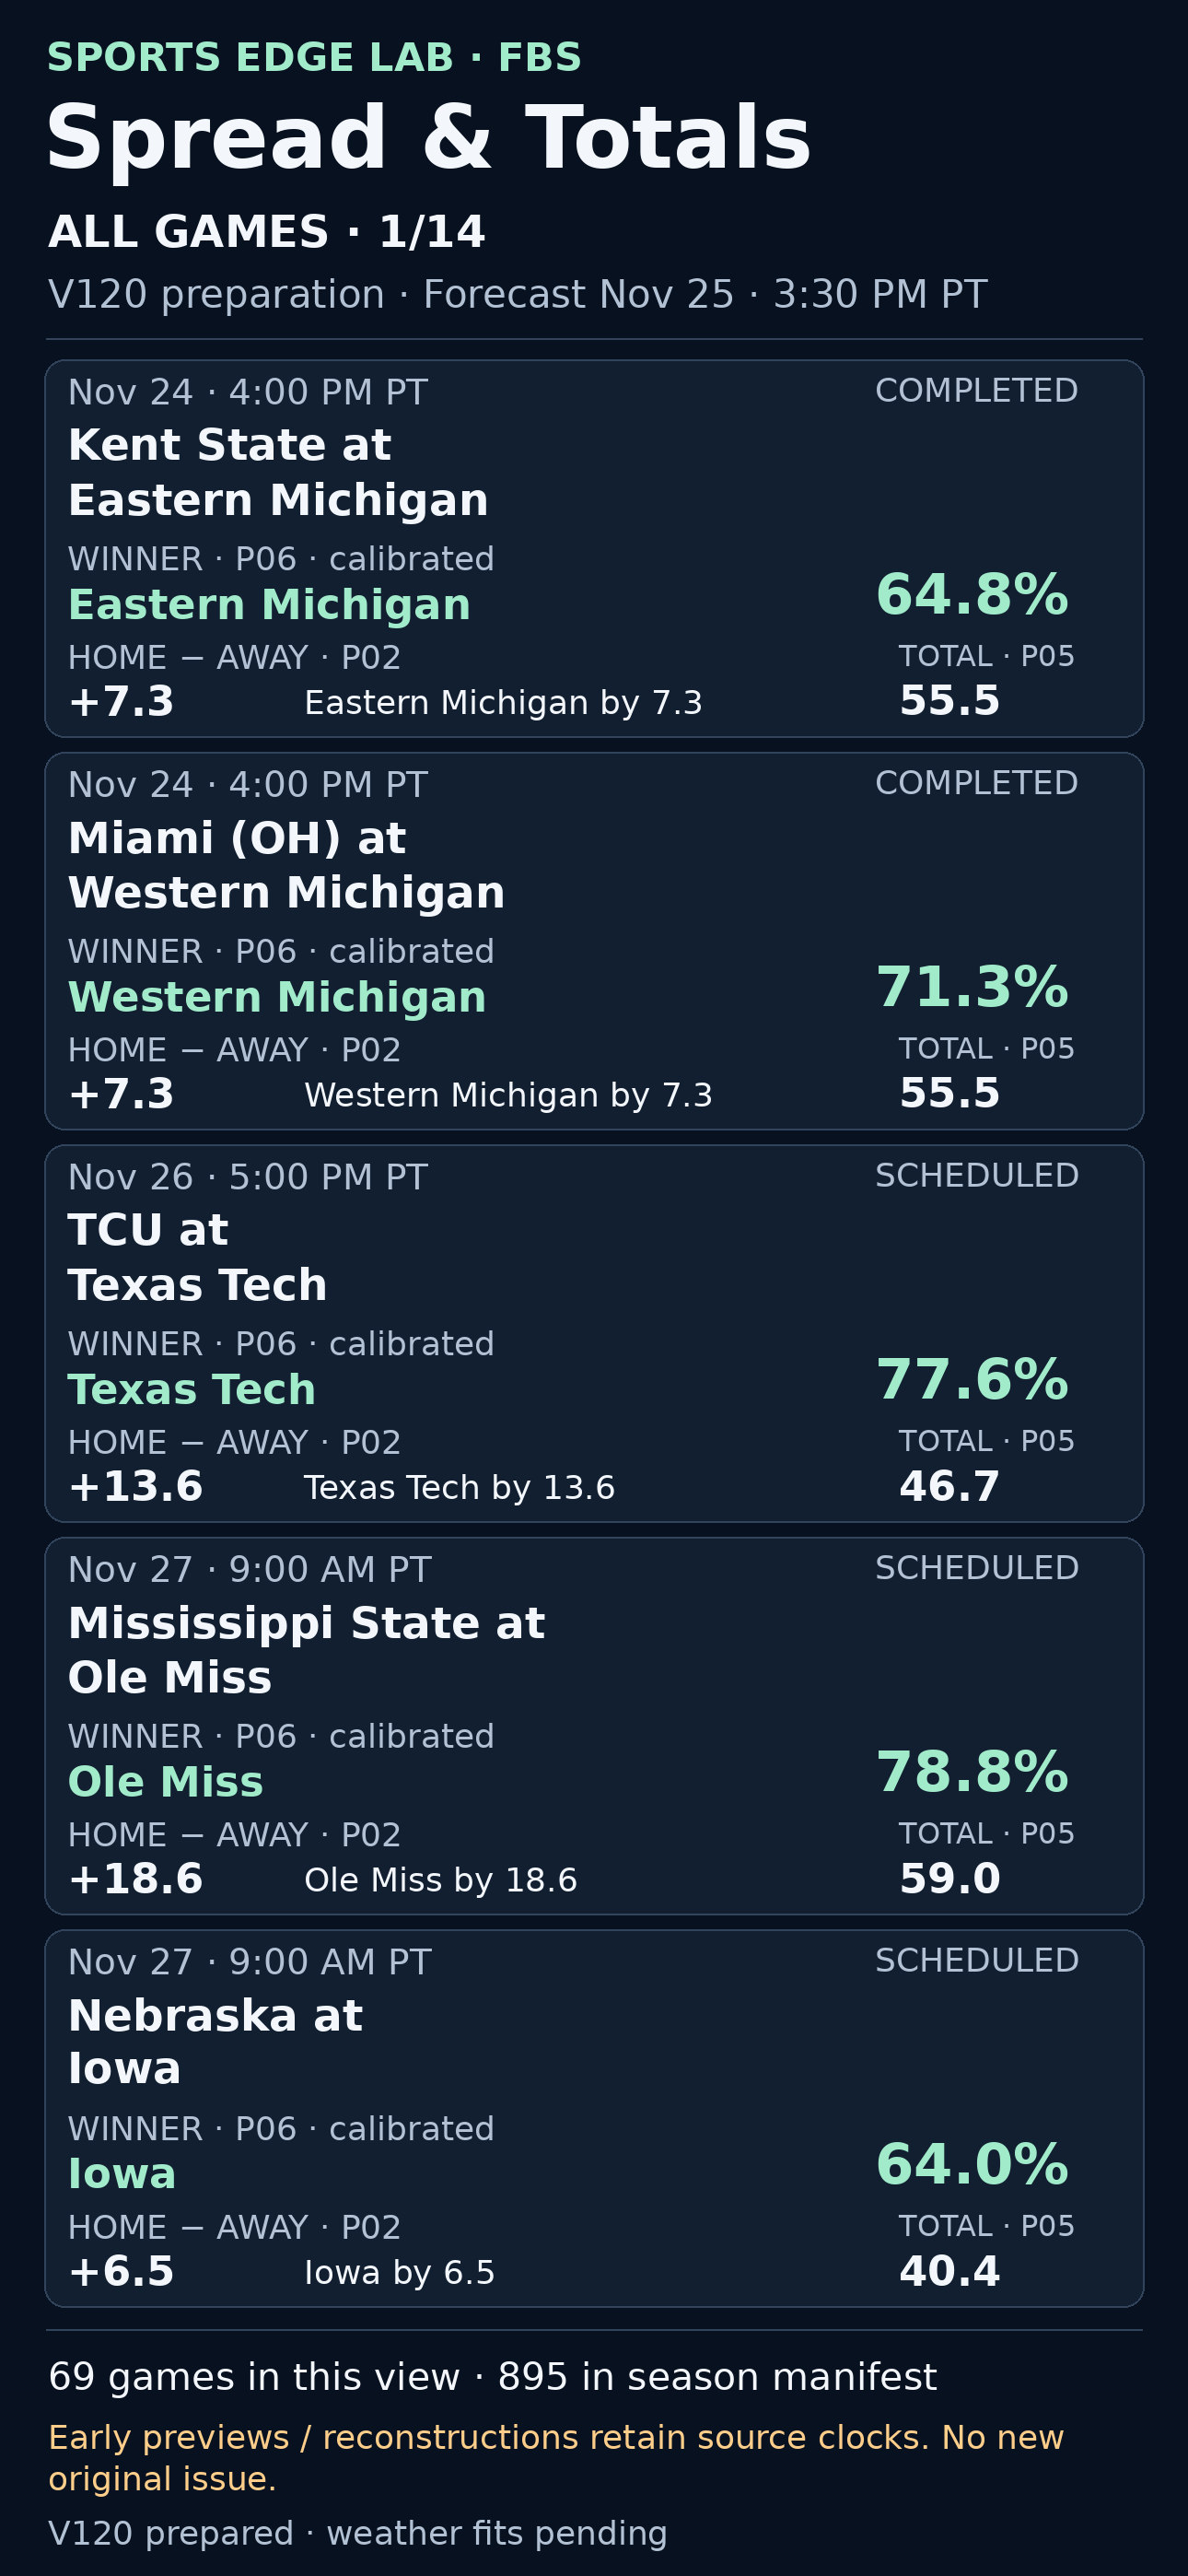 SPORTS EDGE LAB · FBS
Spread & Totals
ALL GAMES · 1/14
V120 preparation · Forecast Nov 25 · 3:30 PM PT
Nov 24 · 4:00 PM PT COMPLETED
Kent State at
Eastern Michigan
WINNER · P06 · calibrated
Eastern Michigan 64.8%
HOME − AWAY · P02 TOTAL · P05
+7.3 Eastern Michigan by 7.3 55.5
Nov 24 · 4:00 PM PT COMPLETED
Miami (OH) at
Western Michigan
WINNER · P06 · calibrated
Western Michigan 71.3%
HOME − AWAY · P02 TOTAL · P05
+7.3 Western Michigan by 7.3 55.5
Nov 26 · 5:00 PM PT SCHEDULED
TCU at
Texas Tech
WINNER · P06 · calibrated
Texas Tech 77.6%
HOME − AWAY · P02 TOTAL · P05
+13.6 Texas Tech by 13.6 46.7
Nov 27 · 9:00 AM PT SCHEDULED
Mississippi State at
Ole Miss
WINNER · P06 · calibrated
Ole Miss 78.8%
HOME − AWAY · P02 TOTAL · P05
+18.6 Ole Miss by 18.6 59.0
Nov 27 · 9:00 AM PT SCHEDULED
Nebraska at
Iowa
WINNER · P06 · calibrated
Iowa 64.0%
HOME − AWAY · P02 TOTAL · P05
+6.5 Iowa by 6.5 40.4
69 games in this view · 895 in season manifest
Early previews / reconstructions retain source clocks. No new
original issue.
V120 prepared · weather fits pending